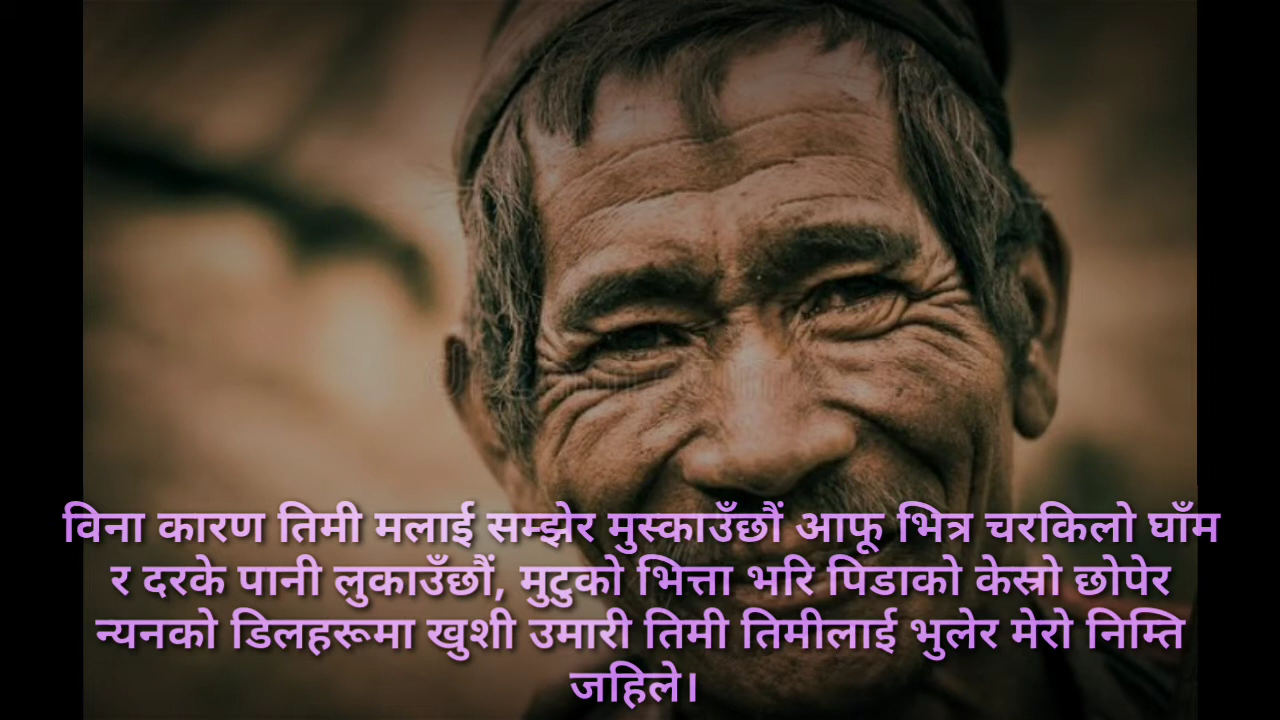 विना कारण तिमी मलाई सम्झेर मुस्काउँछौं आफू भित्र चरकिलो घाँम
र दरके पानी लुकाउँछौं, मुटुको भित्ता भरि पिडाको केस्रो छोपेर
न्यनको डिलहरूमा खुशी उमारी तिमी तिमीलाई भुलेर मेरो निम्ति
जहिले।